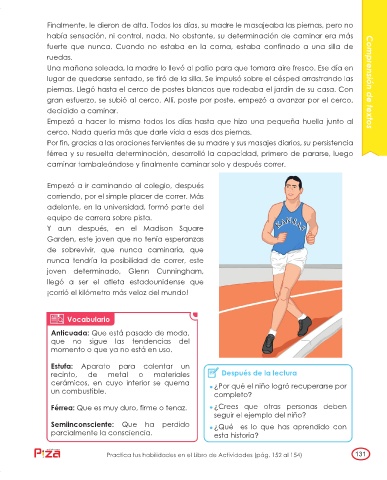 Finalmente, le dieron de alta. Todos los días, su madre le masajeaba las piernas, pero no
había sensación, ni control, nada. No obstante, su determinación de caminar era más
fuerte que nunca. Cuando no estaba en la cama, estaba confinado a una silla de
ruedas.
Una mañana soleada, la madre lo llevó al patio para que tomara aire fresco. Ese día en
lugar de quedarse sentado, se tiró de la silla. Se impulsó sobre el césped arrastrando las
piernas. Llegó hasta el cerco de postes blancos que rodeaba el jardín de su casa. Con
gran esfuerzo, se subió al cerco. Allí, poste por poste, empezó a avanzar por el cerco,
decidido a caminar.
Empezó a hacer lo mismo todos los días hasta que hizo una pequeña huella junto al
cerco. Nada quería más que darle vida a esas dos piernas.
Por fin, gracias a las oraciones fervientes de su madre y sus masajes diarios, su persistencia
férrea y su resuelta determinación, desarrolló la capacidad, primero de pararse, luego
caminar tambaleándose y finalmente caminar solo y después correr.
Empezó a ir caminando al colegio, después
corriendo, por el simple placer de correr. Más
adelante, en la universidad, formó parte del
equipo de carrera sobre pista.
Y aun después, en el Madison Square
Garden, este joven que no tenía esperanzas
de sobrevivir, que nunca caminaría, que
nunca tendría la posibilidad de correr, este
joven determinado, Glenn Cunningham,
llegó a ser el atleta estadounidense que
¡corrió el kilómetro más veloz del mundo!
KANSAS
Comprensión de textos
Vocabulario
Anticuada: Que está pasado de moda,
que no sigue las tendencias del
momento o que ya no está en uso.
Estufa: Aparato para calentar un
recinto, de metal o materiales
cerámicos, en cuyo interior se quema
un combustible.
Férrea: Que es muy duro, firme o tenaz.
Semiinconsciente: Que ha perdido
parcialmente la consciencia.
Después de la lectura
¿Por qué el niño logró recuperarse por
completo?
¿Crees que otras personas deben
seguir el ejemplo del niño?
¿Qué es lo que has aprendido con
esta historia?
Piza
Practica tus habilidades en el Libro de Actividades (pág. 152 al 154)
131